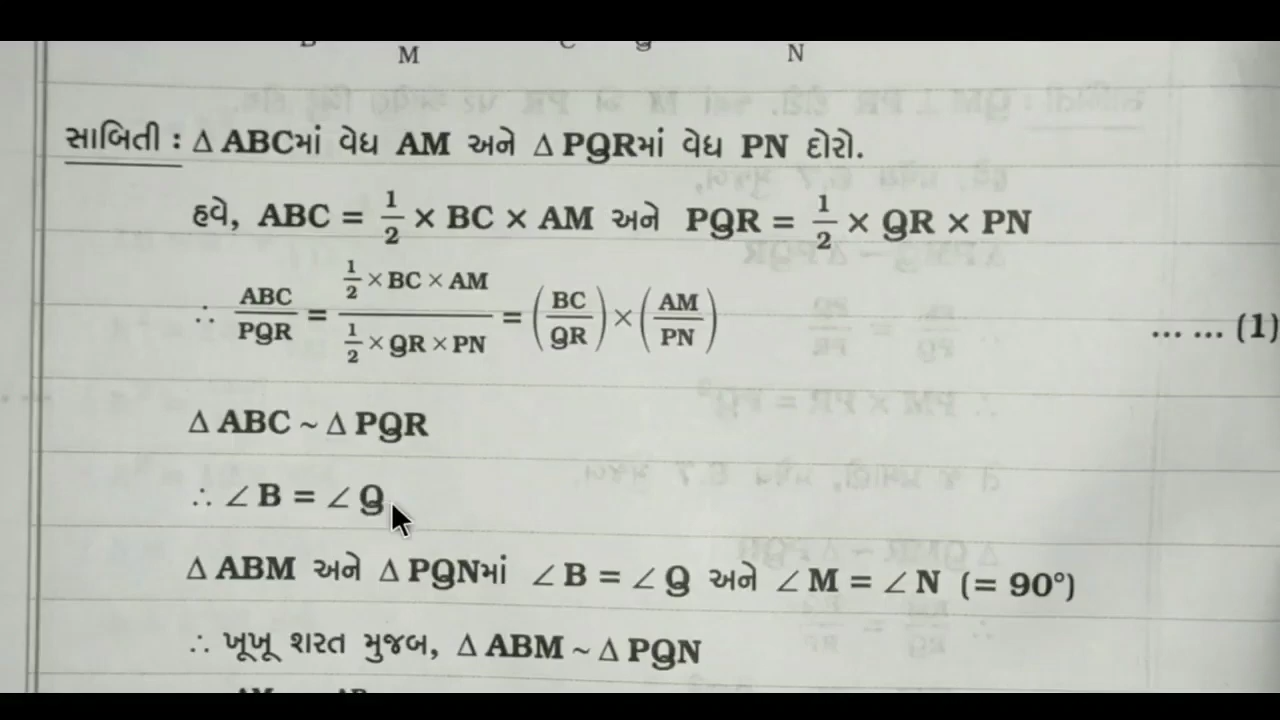 M N
સાબિતી : Δ ABCમાં વેધ AM અને Δ PQRમાં વેધ PN દોરો.
હવે, ABC = 1/2 × BC × AM અને PQR = 1/2 × QR × PN
∴ ABC/PQR = (1/2 × BC × AM)/(1/2 × QR × PN) = (BC/QR) × (AM/PN) ... ... (1)
Δ ABC ~ Δ PQR
∴ ∠ B = ∠ Q
Δ ABM અને Δ PQNમાં ∠ B = ∠ Q અને ∠ M = ∠ N (= 90°)
∴ ખૂખૂ શરત મુજબ, Δ ABM ~ Δ PQN